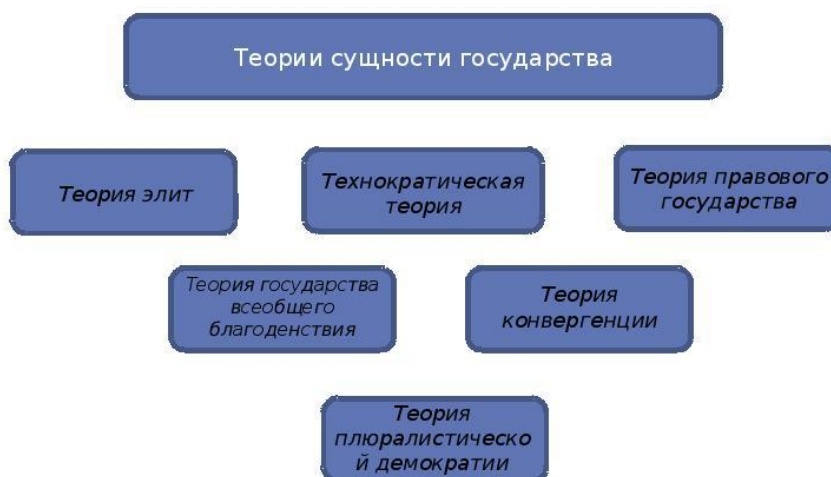 Теории сущности государства
Теория элит
Технократическая
теория
Теория правового
государства
Теория государства
всеобщего
благоденствия
Теория
конвергенции
Теория
плюралистическо
й демократии